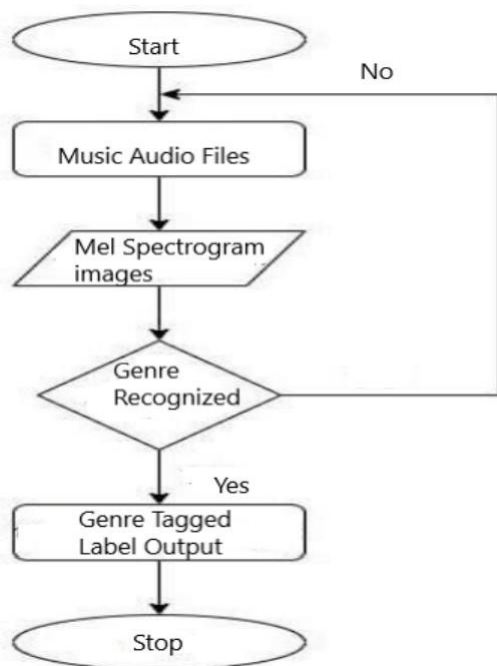 Start
No
Music Audio Files
Mel Spectrogram
images
Genre
Recognized
Yes
Genre Tagged
Label Output
Stop